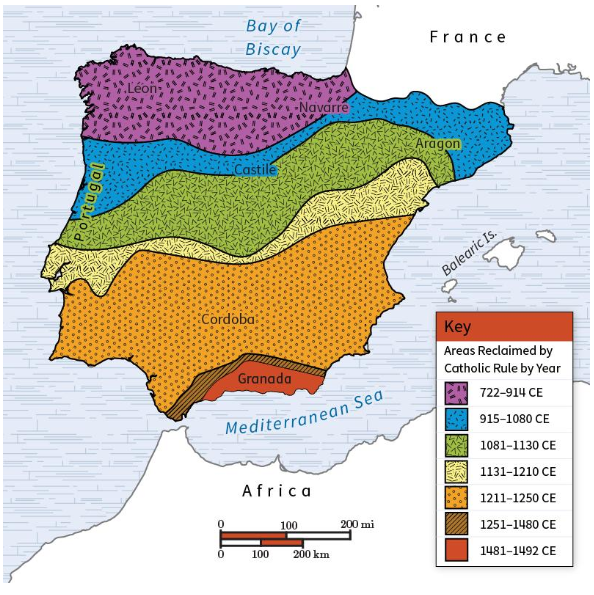 Bay of
Biscay
France
Léon
Navarre
Aragon
Castile
Portugal
Balearic Is.
Cordoba
Granada
Mediterranean Sea
Africa
0 100 200 mi
0 100 200 km
Key
Areas Reclaimed by
Catholic Rule by Year
722–914 CE
915–1080 CE
1081–1130 CE
1131–1210 CE
1211–1250 CE
1251–1480 CE
1481–1492 CE